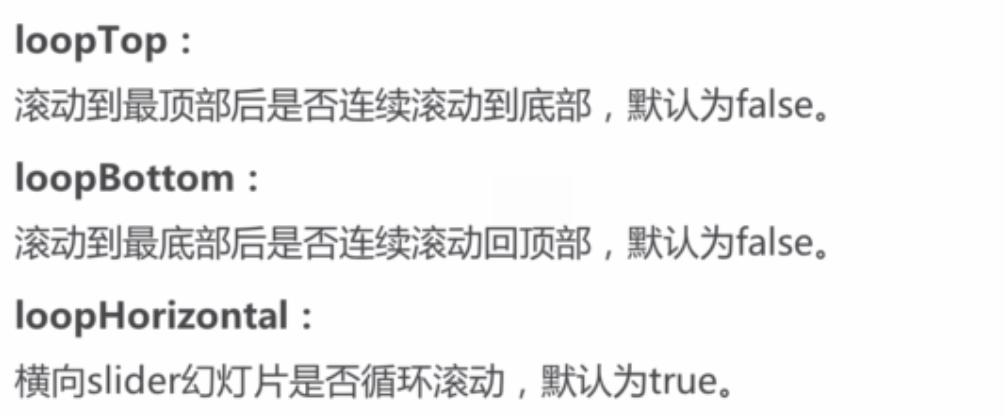 loopTop：
滚动到最顶部后是否连续滚动到底部，默认为false。
loopBottom：
滚动到最底部后是否连续滚动回顶部，默认为false。
loopHorizontal：
横向slider幻灯片是否循环滚动，默认为true。